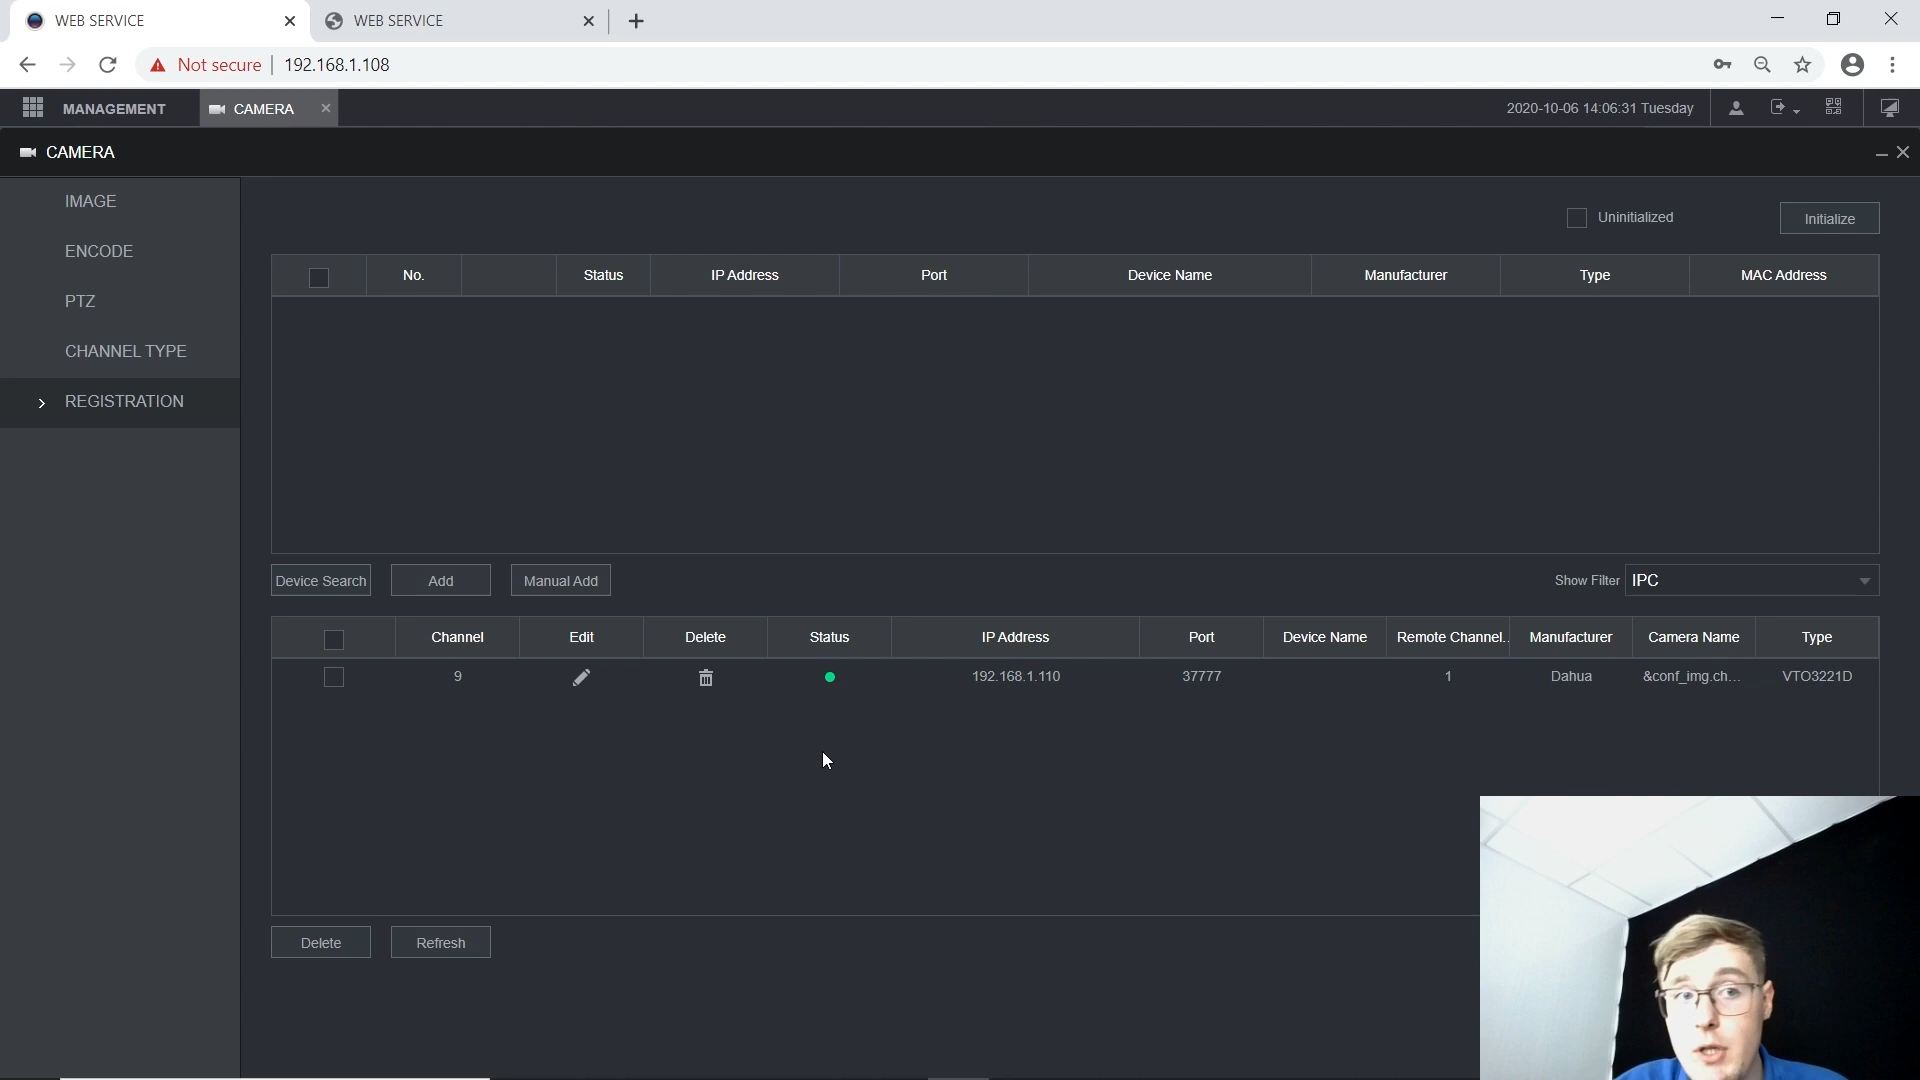 WEB SERVICE
WEB SERVICE
Not secure
192.168.1.108
MANAGEMENT
CAMERA
2020-10-06 14:06:31 Tuesday
CAMERA
IMAGE
ENCODE
PTZ
CHANNEL TYPE
REGISTRATION
Uninitialized
Initialize
No. Status IP Address Port Device Name Manufacturer Type MAC Address
Device Search Add Manual Add
Show Filter IPC
Channel Edit Delete Status IP Address Port Device Name Remote Channel.. Manufacturer Camera Name Type
9 192.168.1.110 37777 1 Dahua &conf_img.ch... VTO3221D
Delete Refresh